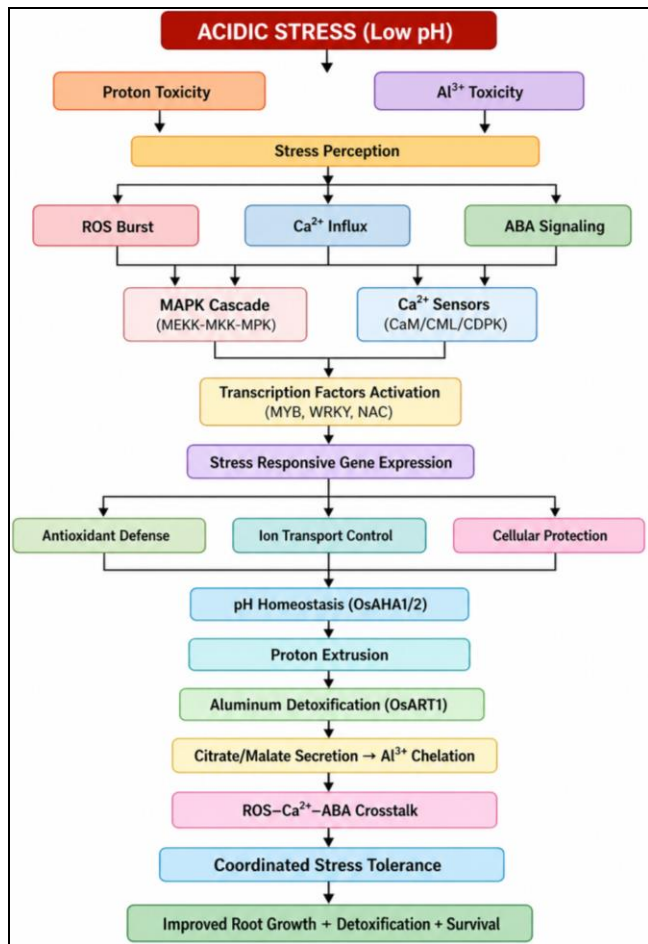 ACIDIC STRESS (Low pH)
Proton Toxicity
Al³⁺ Toxicity
Stress Perception
ROS Burst
Ca²⁺ Influx
ABA Signaling
MAPK Cascade
(MEKK-MKK-MPK)
Ca²⁺ Sensors
(CaM/CML/CDPK)
Transcription Factors Activation
(MYB, WRKY, NAC)
Stress Responsive Gene Expression
Antioxidant Defense
Ion Transport Control
Cellular Protection
pH Homeostasis (OsAHA1/2)
Proton Extrusion
Aluminum Detoxification (OsART1)
Citrate/Malate Secretion → Al³⁺ Chelation
ROS–Ca²⁺–ABA Crosstalk
Coordinated Stress Tolerance
Improved Root Growth + Detoxification + Survival